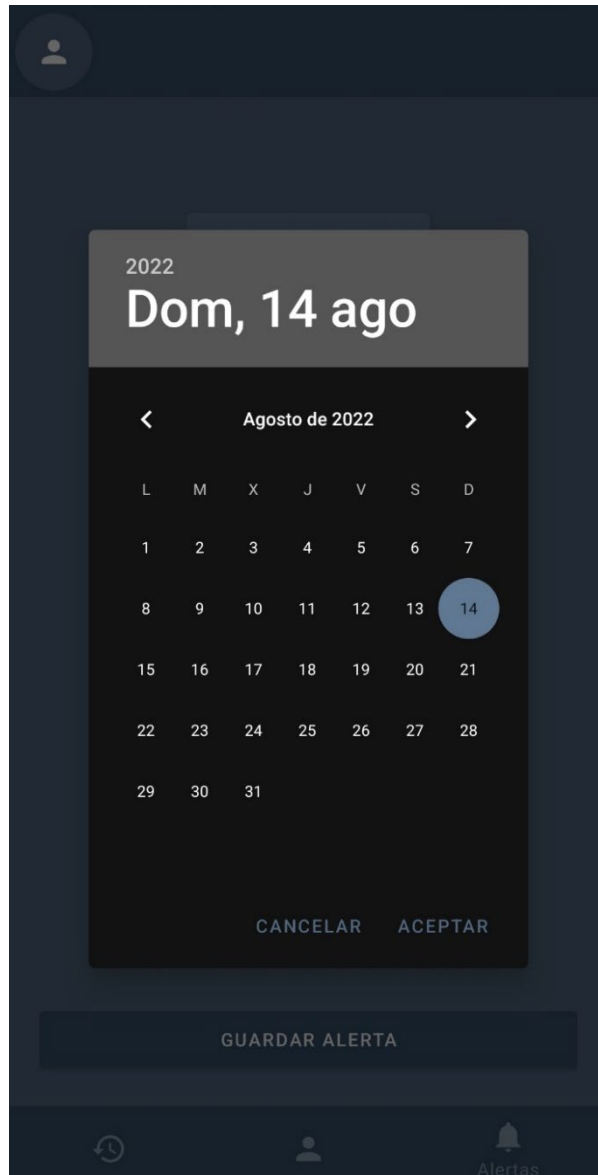 2022
Dom, 14 ago
Agosto de 2022
L M X J V S D
1 2 3 4 5 6 7
8 9 10 11 12 13 14
15 16 17 18 19 20 21
22 23 24 25 26 27 28
29 30 31
CANCELAR ACEPTAR
GUARDAR ALERTA
Alertas